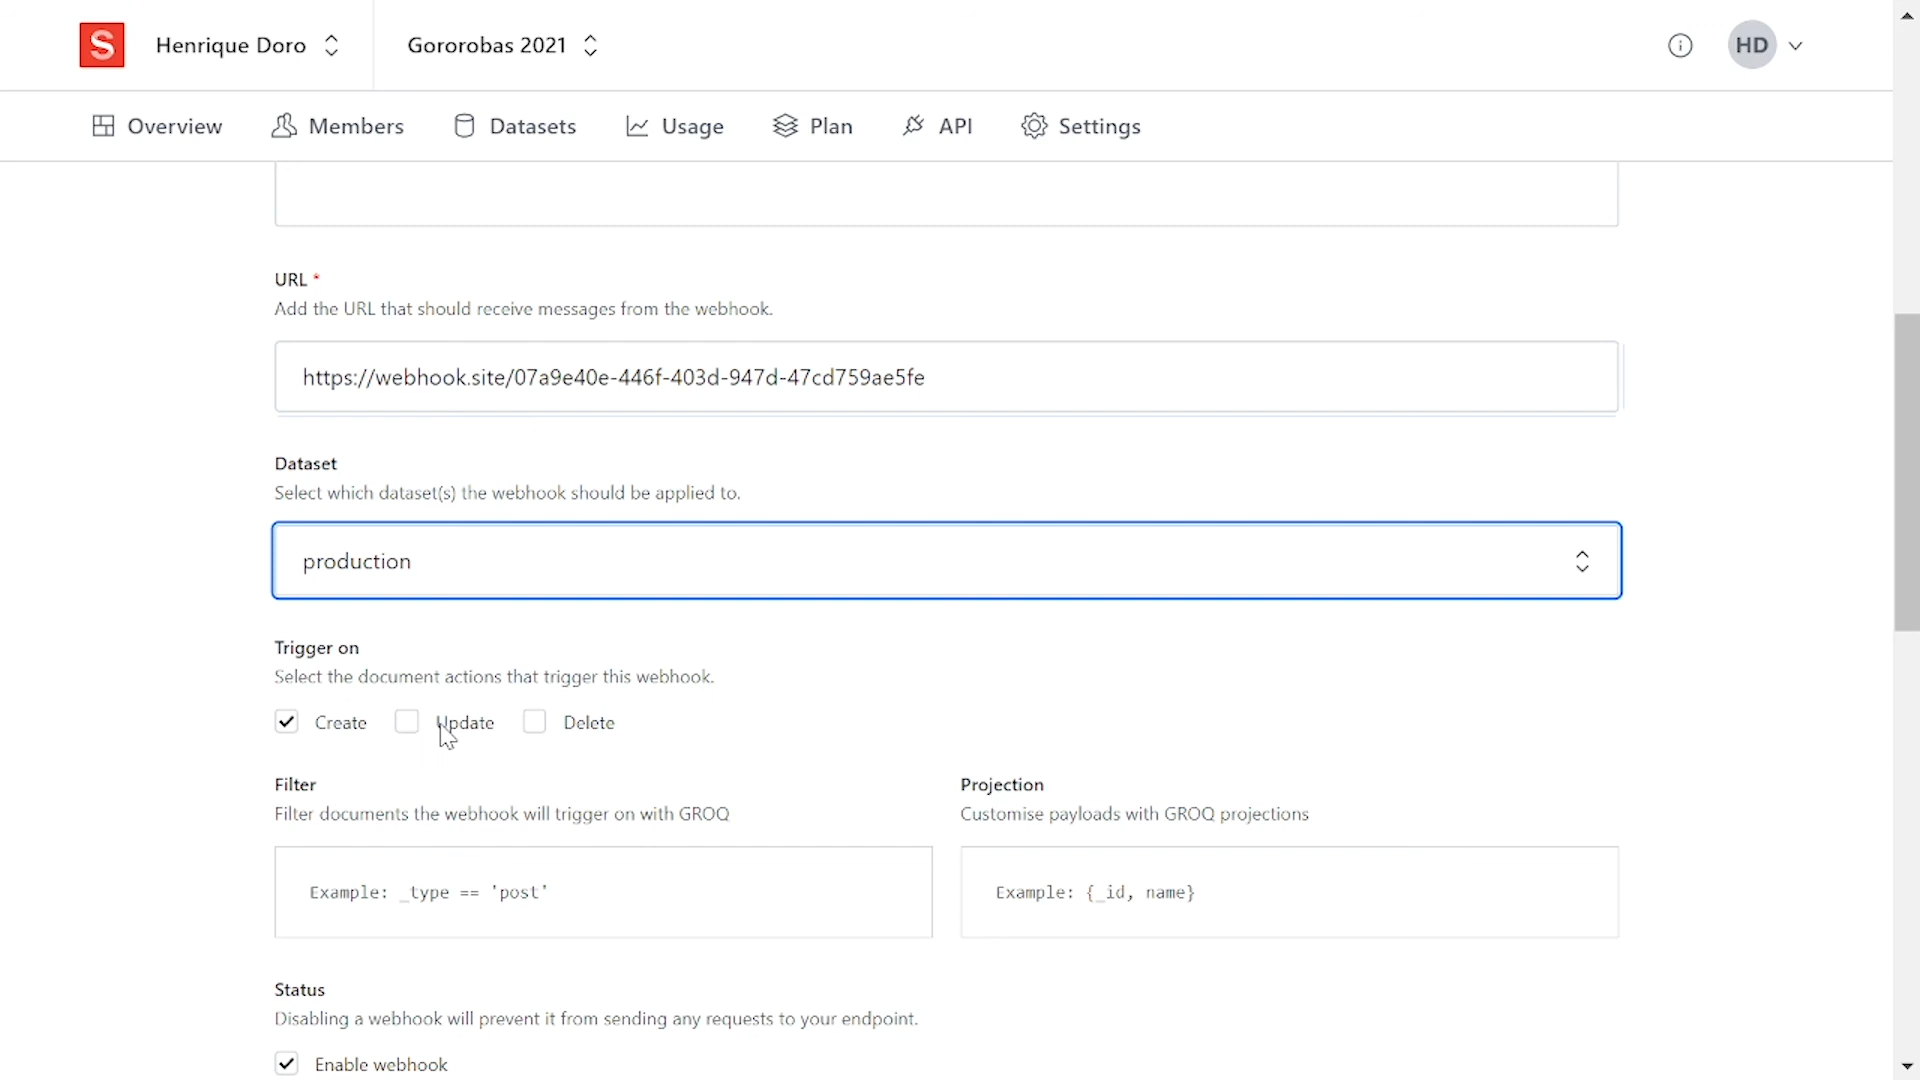 S Henrique Doro Gororobas 2021 HD
Overview Members Datasets Usage Plan API Settings
URL *
Add the URL that should receive messages from the webhook.
https://webhook.site/07a9e40e-446f-403d-947d-47cd759ae5fe
Dataset
Select which dataset(s) the webhook should be applied to.
production
Trigger on
Select the document actions that trigger this webhook.
Create Update Delete
Filter Projection
Filter documents the webhook will trigger on with GROQ Customise payloads with GROQ projections
Example: _type == 'post' Example: {_id, name}
Status
Disabling a webhook will prevent it from sending any requests to your endpoint.
Enable webhook